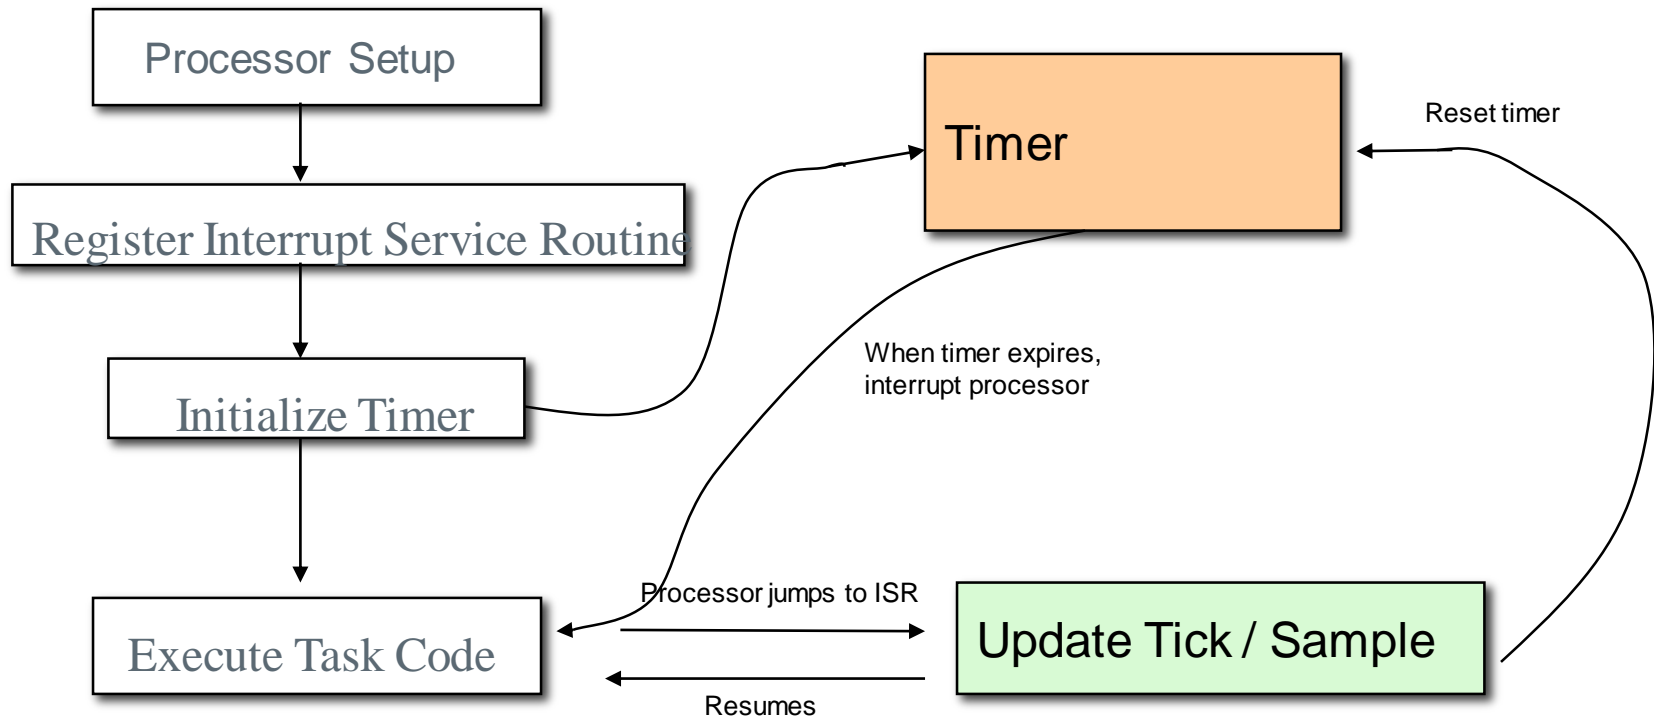 Processor Setup
Timer
Reset timer
Register Interrupt Service Routine
When timer expires,
interrupt processor
Initialize Timer
Processor jumps to ISR
Execute Task Code
Update Tick / Sample
Resumes